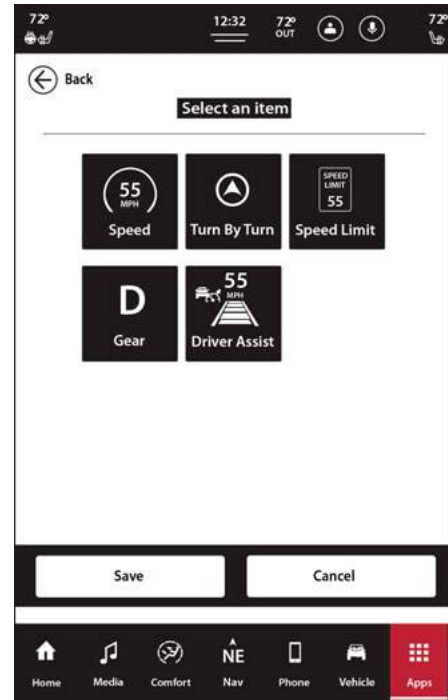 72° 12:32 72° 72°
OUT
Back
Select an item
55
MPH
Speed
Turn By Turn
SPEED
LIMIT
55
Speed Limit
D
Gear
55
MPH
Driver Assist
Save Cancel
NE
Home Media Comfort Nav Phone Vehicle Apps